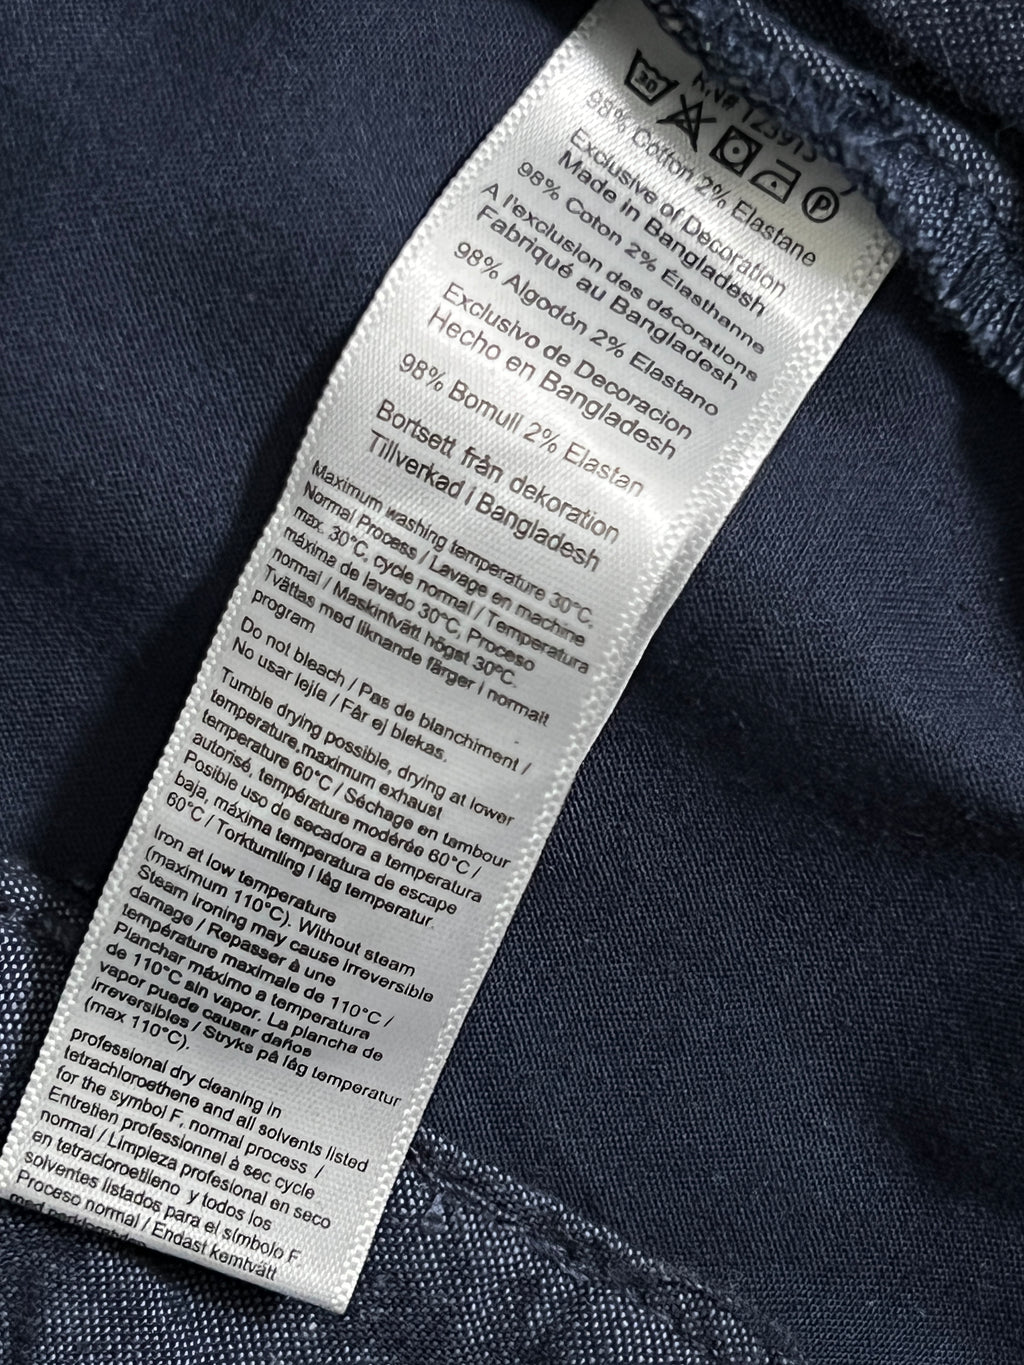 RN# 123915
30
P
98% Cotton 2% Elastane
Exclusive of Decoration
Made in Bangladesh
98% Coton 2% Élasthanne
A l'exclusion des décorations
Fabriqué au Bangladesh
98% Algodón 2% Elastano
Exclusivo de Decoracion
Hecho en Bangladesh
98% Bomull 2% Elastan
Bortsett från dekoration
Tillverkad i Bangladesh
Maximum washing temperature 30°C,
Normal Process / Lavage en machine
max. 30°C, cycle normal / Temperatura
máxima de lavado 30°C, Proceso
normal / Maskintvätt högst 30°C.
Tvättas med liknande färger i normalt
program
Do not bleach / Pas de blanchiment /
No usar lejle / Får ej blekas.
Tumble drying possible, drying at lower
temperature,maximum exhaust
temperature 60°C / Séchage en tambour
autorisé, température modérée 60°C /
Posible uso de secadora a temperatura
baja, máxima temperatura de escape
60°C / Torktumling i låg temperatur.
Iron at low temperature
(maximum 110°C). Without steam
Steam ironing may cause irreversible
damage / Repasser à une
température maximale de 110°C /
Planchar máximo a temperatura
de 110°C sin vapor. La plancha de
vapor puede causar daños
irreversibles / Stryks på låg temperatur
(max 110°C).
professional dry cleaning in
tetrachloroethene and all solvents listed
for the symbol F, normal process /
Entretien professionnel à sec cycle
normal / Limpieza profesional en seco
en tetracloroetileno y todos los
solventes listados para el símbolo F.
Proceso normal / Endast kemtvätt
med